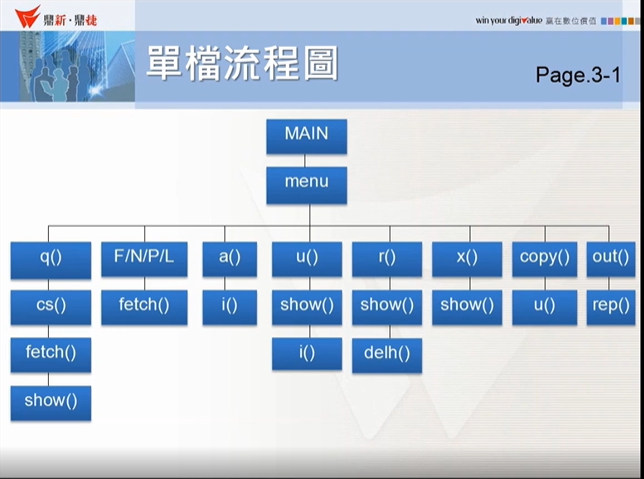 鼎新·鼎捷
win your digivalue 贏在數位價值
單檔流程圖
Page.3-1
MAIN
menu
q() F/N/P/L a() u() r() x() copy() out()
cs() fetch() i() show() show() show() u() rep()
fetch() i() delh()
show()